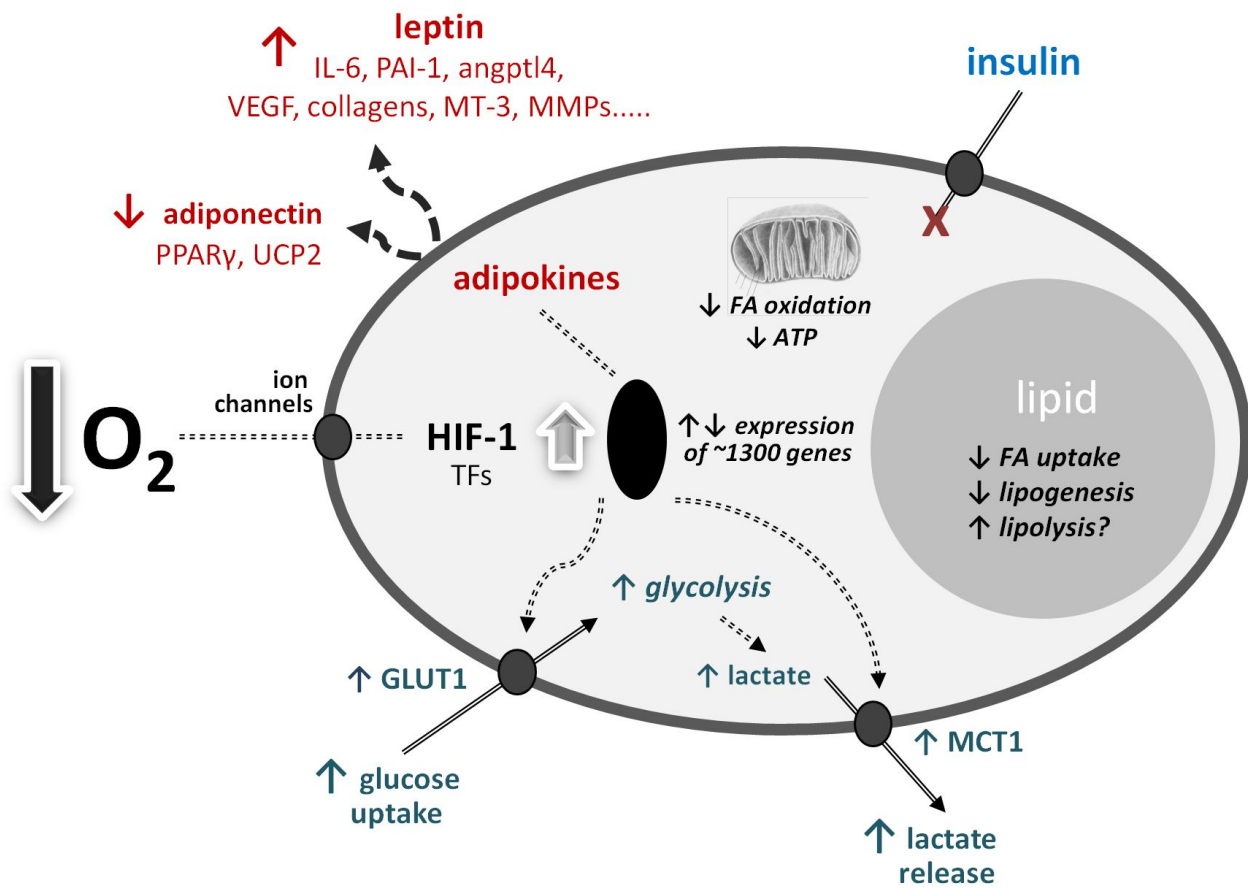 ↑ leptin
IL-6, PAI-1, angptl4,
VEGF, collagens, MT-3, MMPs.....
insulin
↓ adiponectin
PPARγ, UCP2
X
adipokines
↓ FA oxidation
↓ ATP
ion
channels
O₂
HIF-1
TFs
↑↓ expression
of ~1300 genes
lipid
↓ FA uptake
↓ lipogenesis
↑ lipolysis?
↑ glycolysis
↑ GLUT1
↑ lactate
↑ MCT1
↑ glucose
uptake
↑ lactate
release